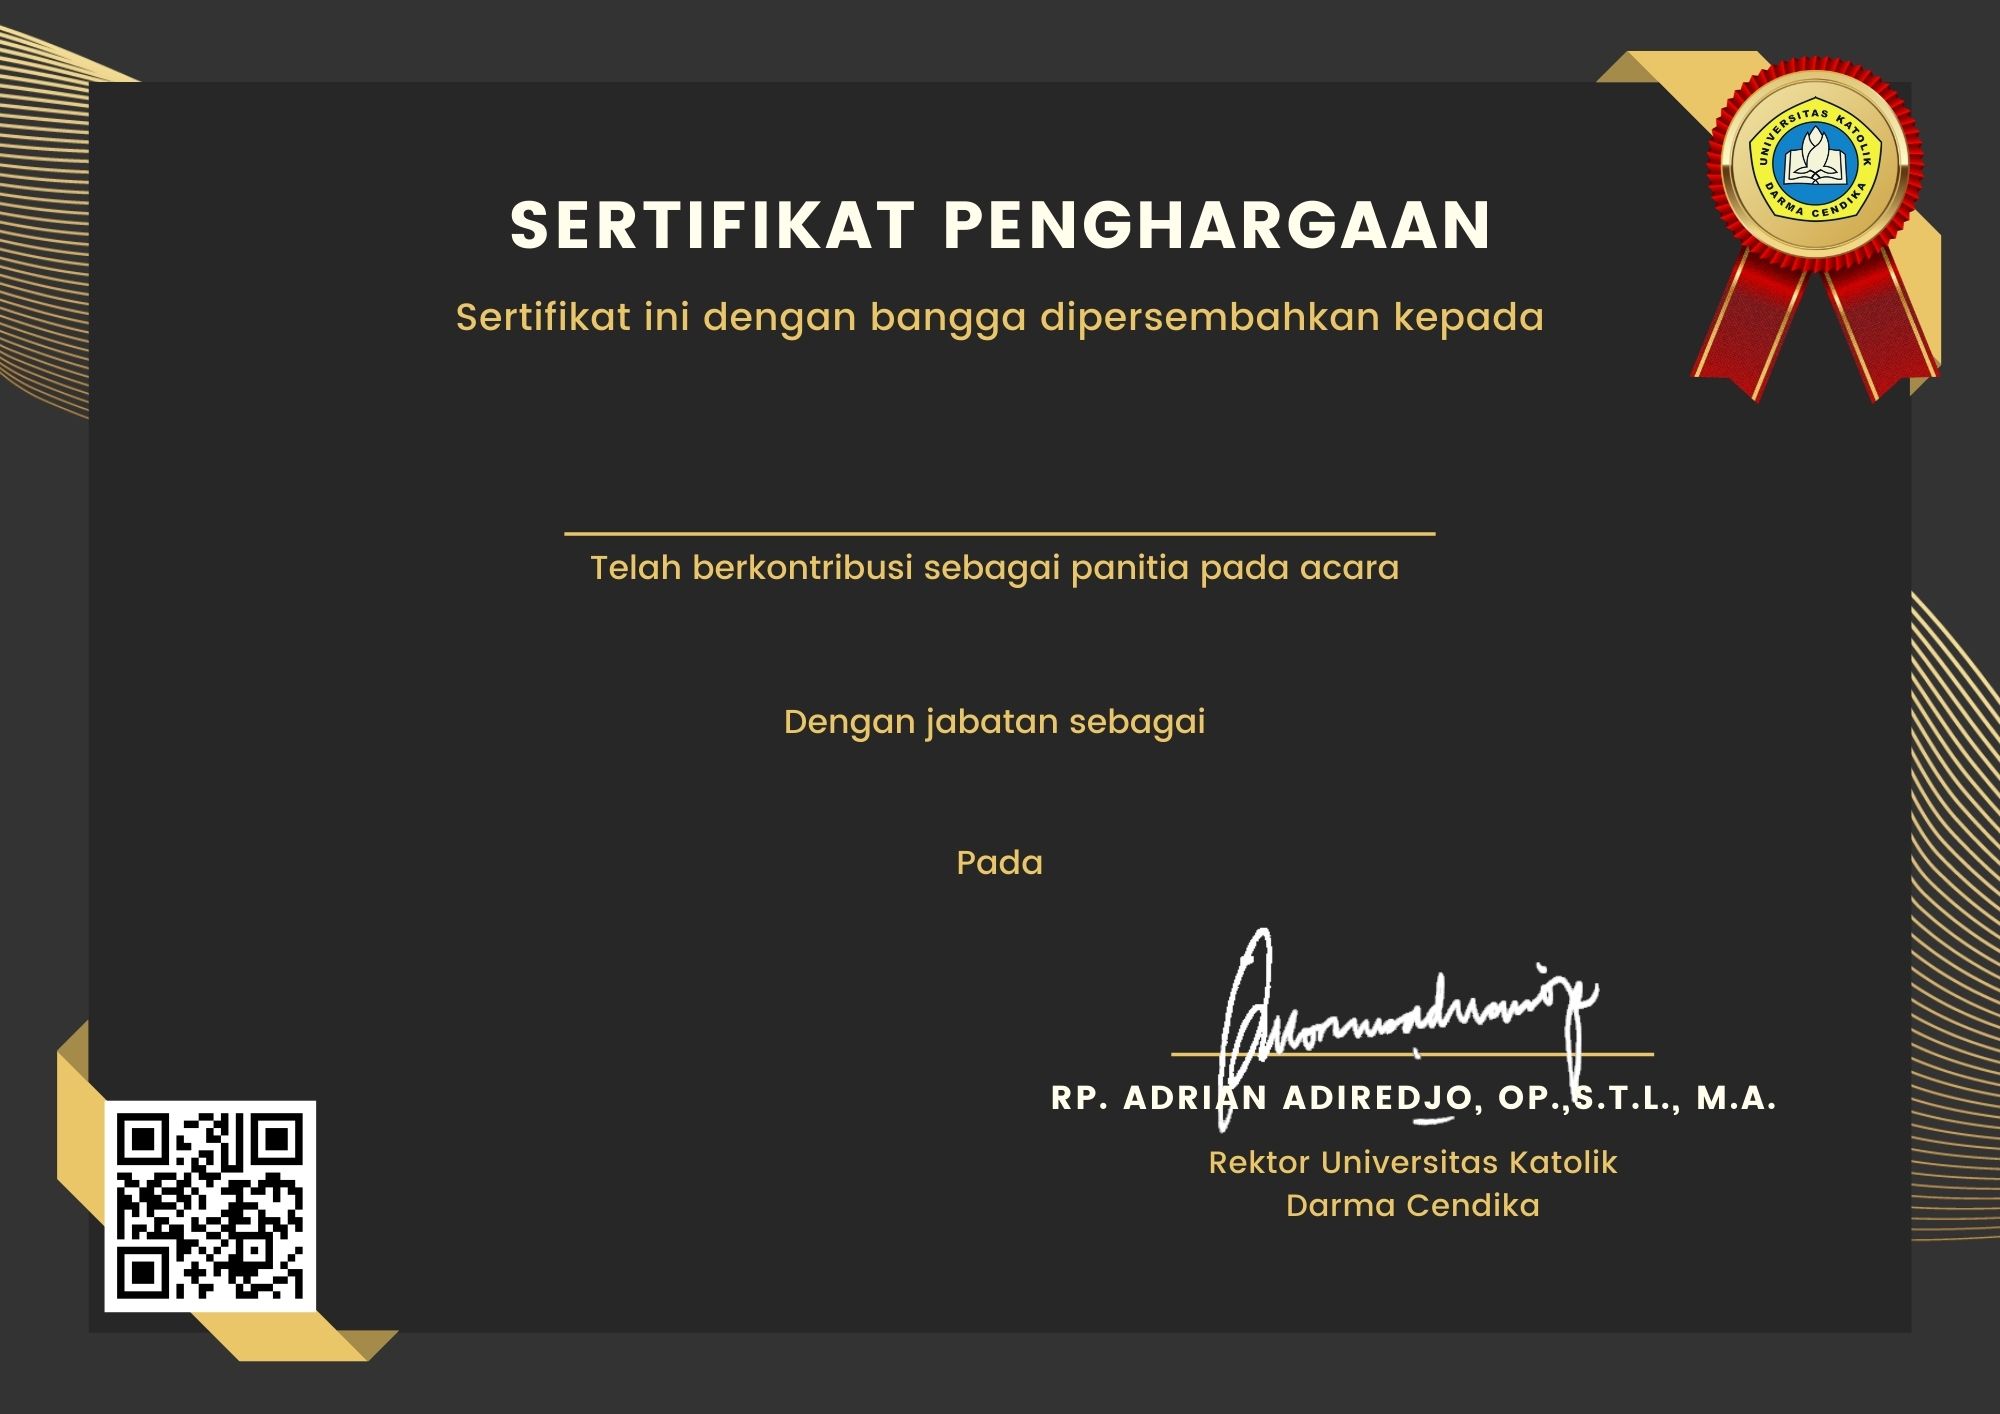 UNIVERSITAS KATOLIK
DARMA CENDIKA
SERTIFIKAT PENGHARGAAN
Sertifikat ini dengan bangga dipersembahkan kepada
Telah berkontribusi sebagai panitia pada acara
Dengan jabatan sebagai
Pada
RP. ADRIAN ADIREDJO, OP.,S.T.L., M.A.
Rektor Universitas Katolik
Darma Cendika